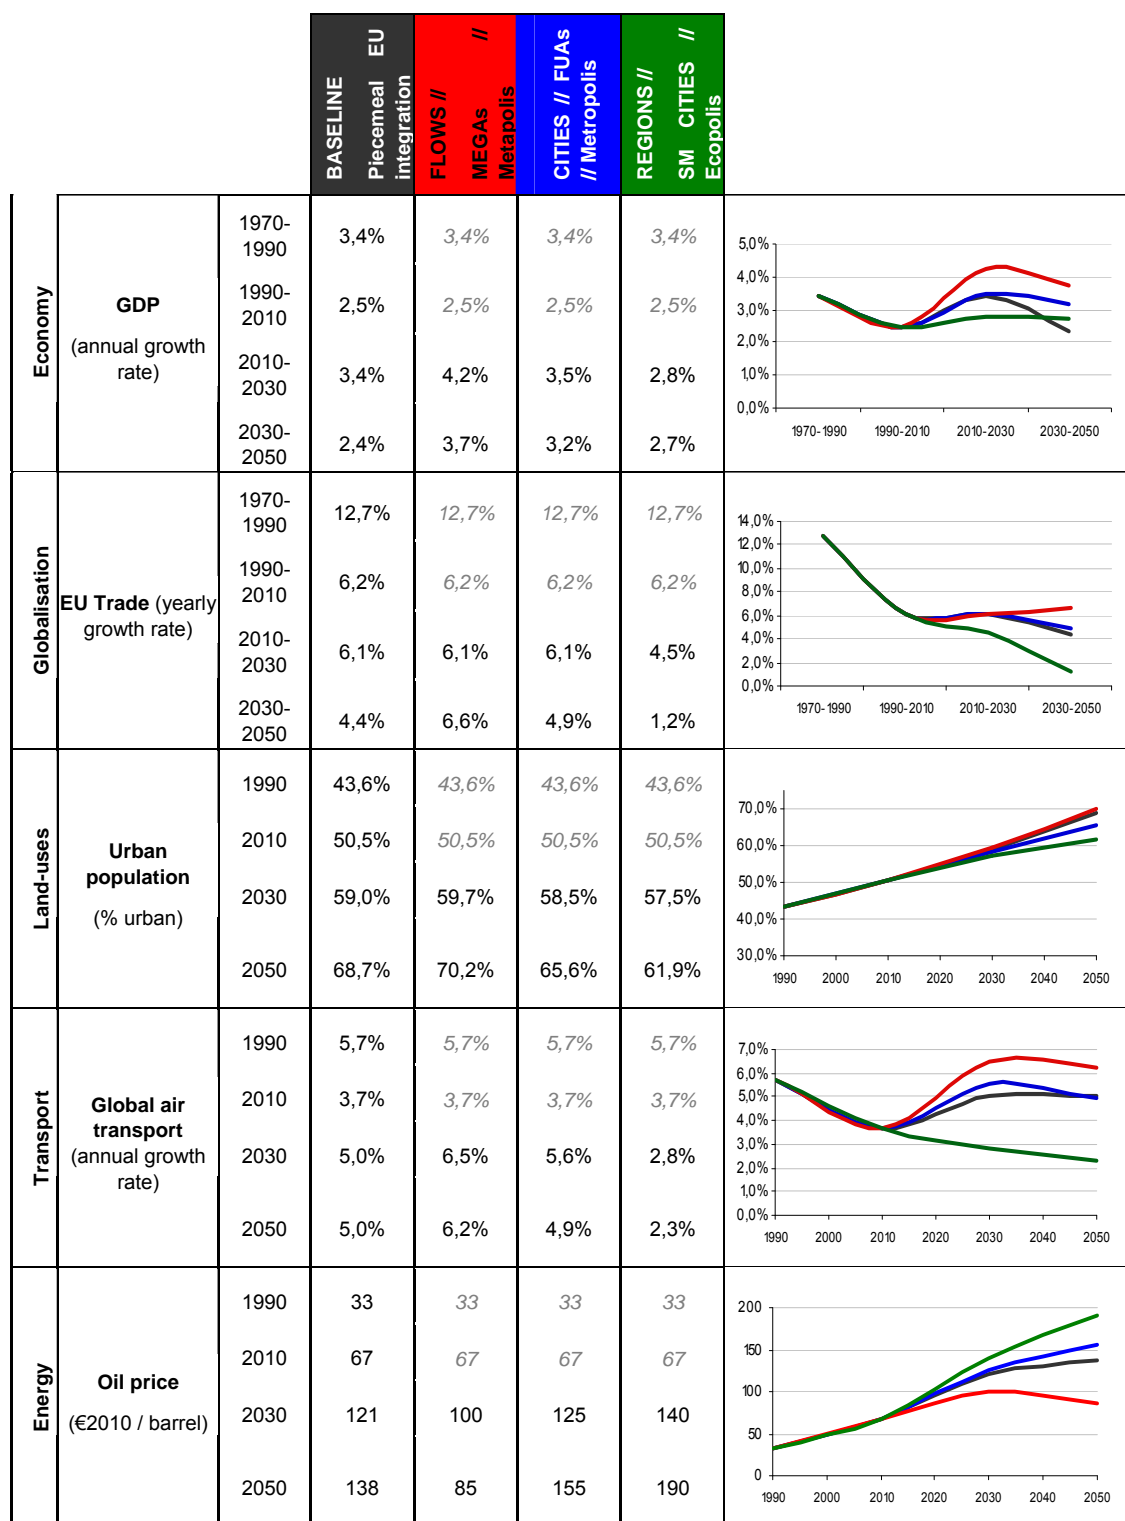 BASELINE
Piecemeal EU
integration
FLOWS //
MEGAs //
Metapolis
CITIES // FUAs
// Metropolis
REGIONS //
SM CITIES //
Ecopolis
Economy
GDP
(annual growth
rate)
1970-
1990
3,4% 3,4% 3,4% 3,4%
1990-
2010
2,5% 2,5% 2,5% 2,5%
2010-
2030
3,4% 4,2% 3,5% 2,8%
2030-
2050
2,4% 3,7% 3,2% 2,7%
5,0%
4,0%
3,0%
2,0%
1,0%
0,0%
1970-1990 1990-2010 2010-2030 2030-2050
Globalisation
EU Trade (yearly
growth rate)
1970-
1990
12,7% 12,7% 12,7% 12,7%
1990-
2010
6,2% 6,2% 6,2% 6,2%
2010-
2030
6,1% 6,1% 6,1% 4,5%
2030-
2050
4,4% 6,6% 4,9% 1,2%
14,0%
12,0%
10,0%
8,0%
6,0%
4,0%
2,0%
0,0%
1970-1990 1990-2010 2010-2030 2030-2050
Land-uses
Urban
population
(% urban)
1990 43,6% 43,6% 43,6% 43,6%
2010 50,5% 50,5% 50,5% 50,5%
2030 59,0% 59,7% 58,5% 57,5%
2050 68,7% 70,2% 65,6% 61,9%
70,0%
60,0%
50,0%
40,0%
30,0%
1990 2000 2010 2020 2030 2040 2050
Transport
Global air
transport
(annual growth
rate)
1990 5,7% 5,7% 5,7% 5,7%
2010 3,7% 3,7% 3,7% 3,7%
2030 5,0% 6,5% 5,6% 2,8%
2050 5,0% 6,2% 4,9% 2,3%
7,0%
6,0%
5,0%
4,0%
3,0%
2,0%
1,0%
0,0%
1990 2000 2010 2020 2030 2040 2050
Energy
Oil price
(€2010 / barrel)
1990 33 33 33 33
2010 67 67 67 67
2030 121 100 125 140
2050 138 85 155 190
200
150
100
50
0
1990 2000 2010 2020 2030 2040 2050